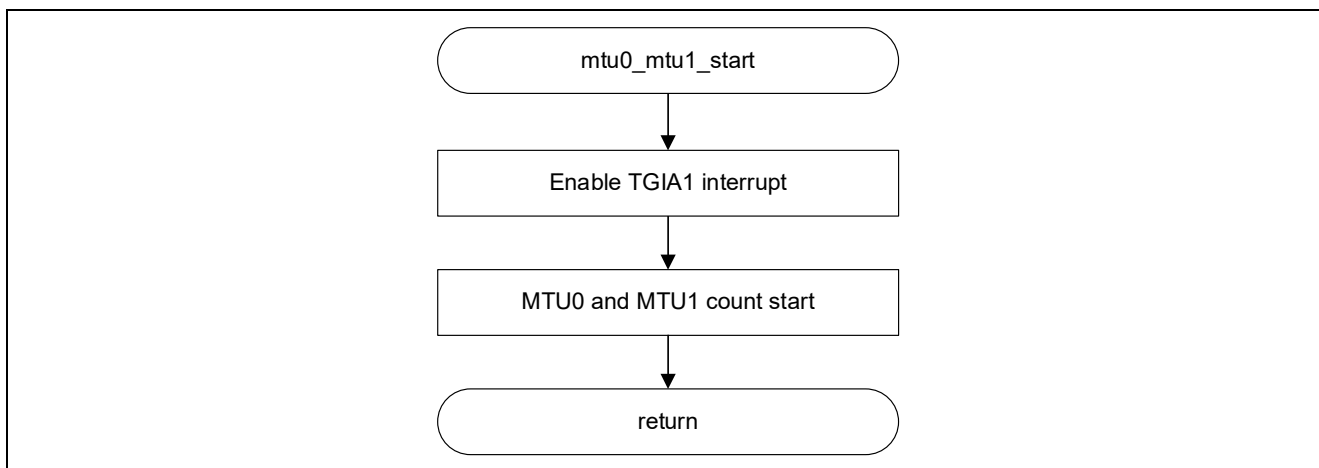 mtu0_mtu1_start
Enable TGIA1 interrupt
MTU0 and MTU1 count start
return